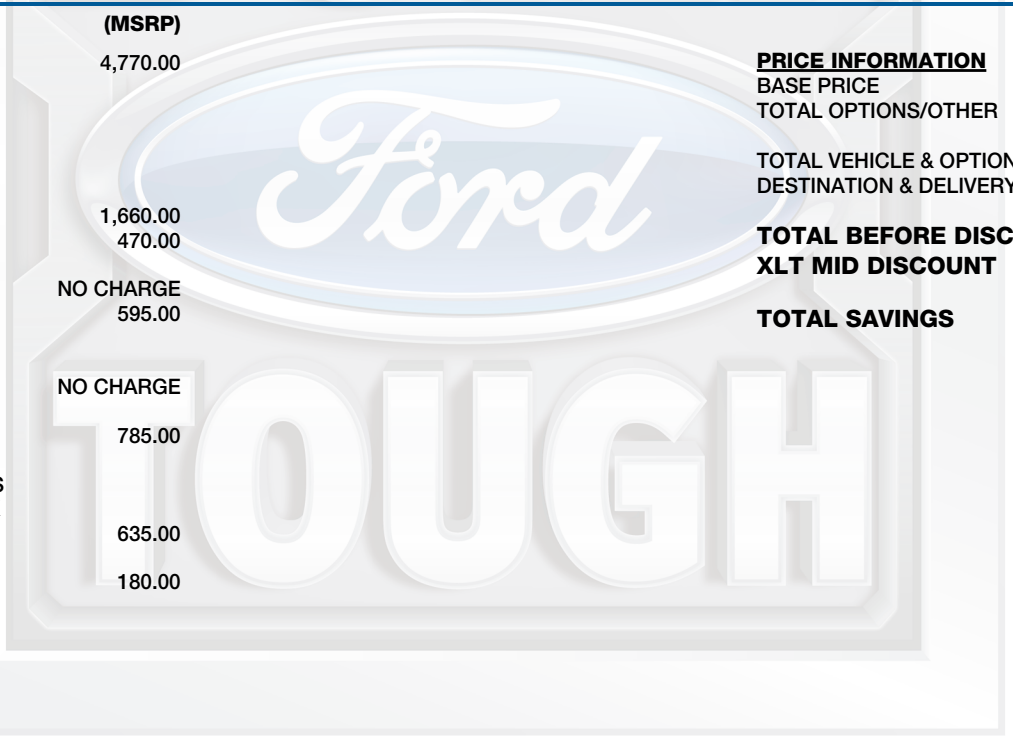 (MSRP)
4,770.00
1,660.00
470.00
NO CHARGE
595.00
NO CHARGE
785.00
S
635.00
180.00
Ford
TOUGH
PRICE INFORMATION
BASE PRICE
TOTAL OPTIONS/OTHER
TOTAL VEHICLE & OPTION
DESTINATION & DELIVERY
TOTAL BEFORE DISC
XLT MID DISCOUNT
TOTAL SAVINGS